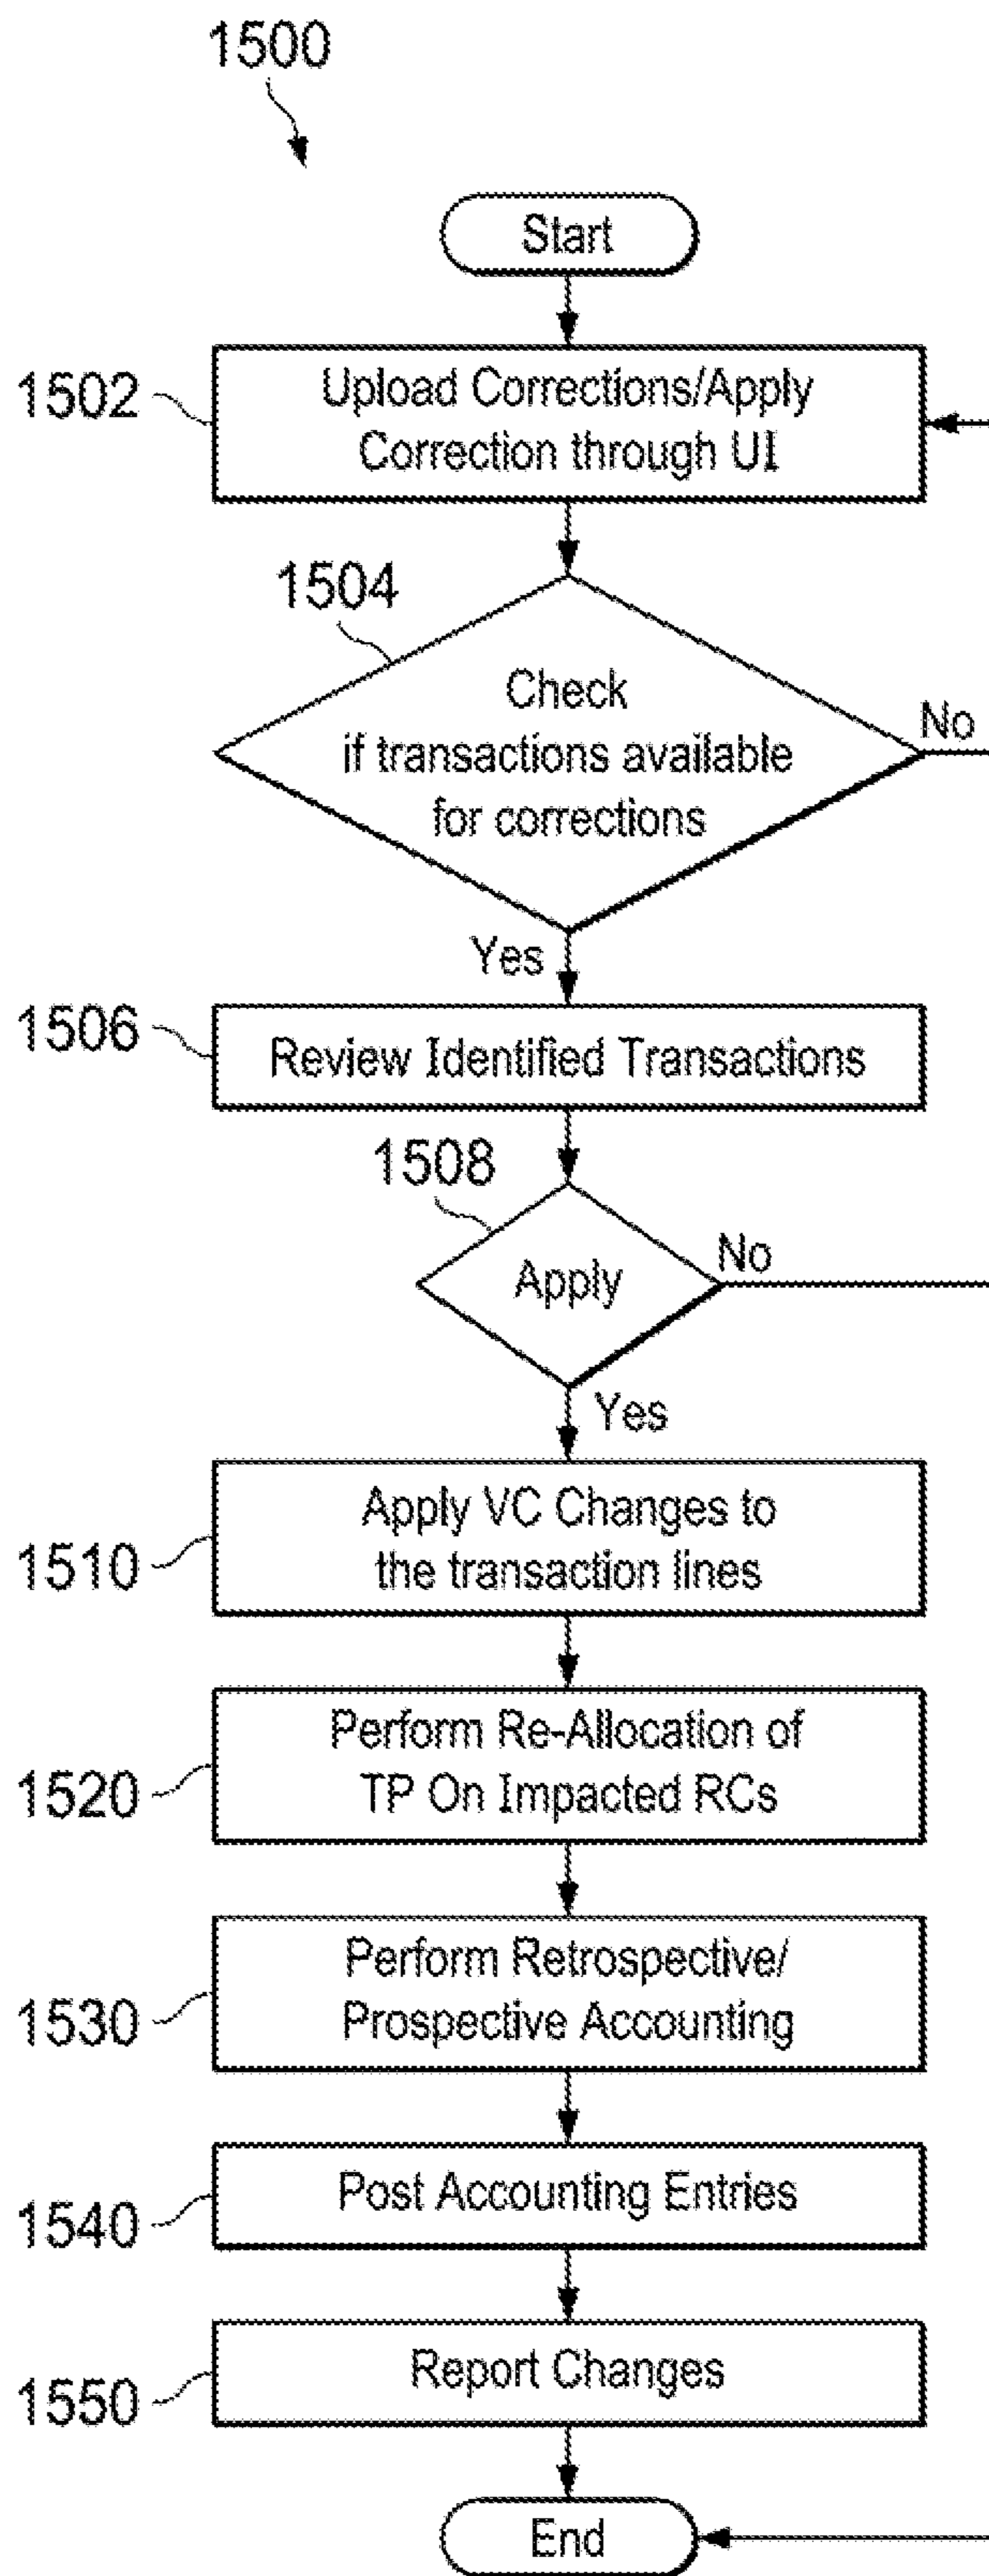 1500
Start
1502
Upload Corrections/Apply
Correction through UI
1504
Check
if transactions available
for corrections
No
Yes
1506
Review Identified Transactions
1508
Apply
No
Yes
1510
Apply VC Changes to
the transaction lines
1520
Perform Re-Allocation of
TP On Impacted RCs
1530
Perform Retrospective/
Prospective Accounting
1540
Post Accounting Entries
1550
Report Changes
End